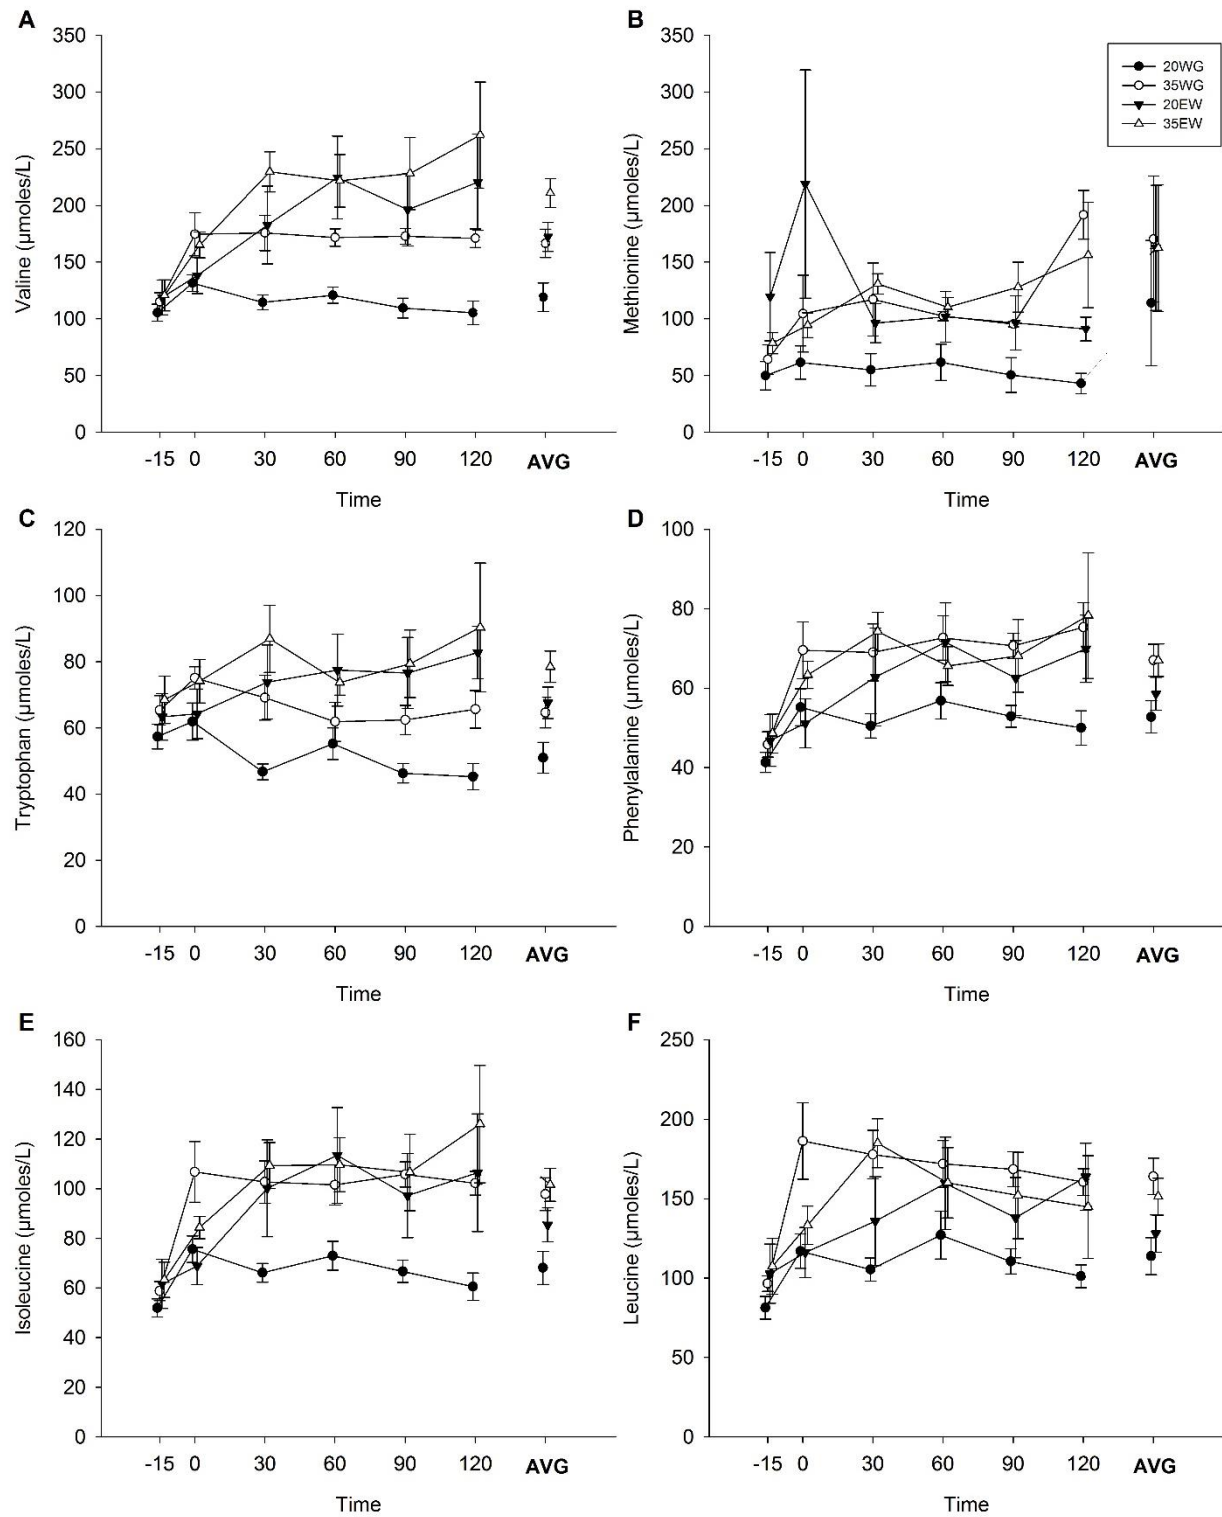 A
350
300
250
200
150
100
50
0
Valine (µmoles/L)
-15 0 30 60 90 120 AVG
Time
B
350
300
250
200
150
100
50
0
Methionine (µmoles/L)
-15 0 30 60 90 120 AVG
Time
20WG
35WG
20EW
35EW
C
120
100
80
60
40
20
0
Tryptophan (µmoles/L)
-15 0 30 60 90 120 AVG
Time
D
100
80
60
40
20
0
Phenylalanine (µmoles/L)
-15 0 30 60 90 120 AVG
Time
E
160
140
120
100
80
60
40
20
0
Isoleucine (µmoles/L)
-15 0 30 60 90 120 AVG
Time
F
250
200
150
100
50
0
Leucine (µmoles/L)
-15 0 30 60 90 120 AVG
Time